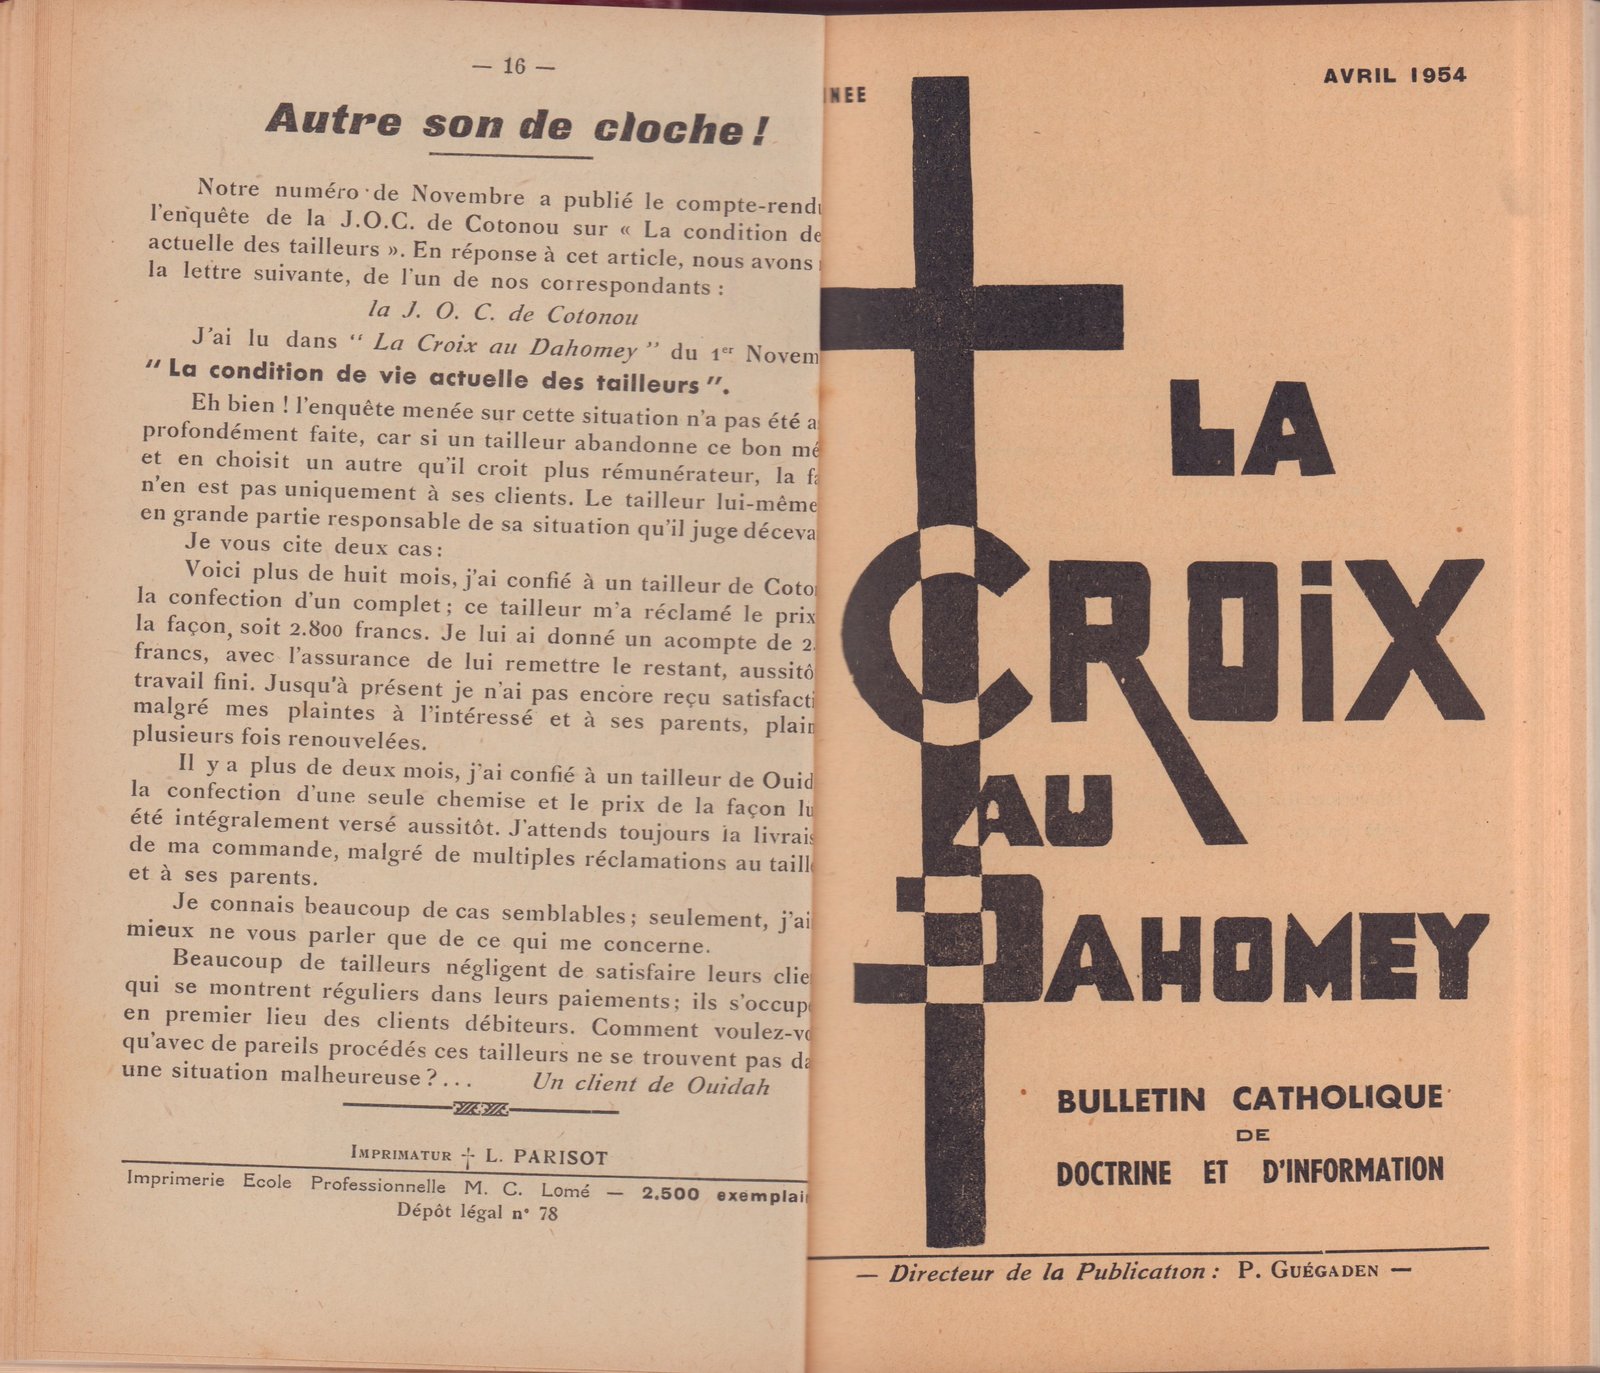 — 16 —
Autre son de cloche !
Notre numéro de Novembre a publié le compte-rendu
l'enquête de la J.O.C. de Cotonou sur « La condition de
actuelle des tailleurs ». En réponse à cet article, nous avons
la lettre suivante, de l'un de nos correspondants :
la J. O. C. de Cotonou
J'ai lu dans " La Croix au Dahomey " du 1er Novem
" La condition de vie actuelle des tailleurs ".
Eh bien ! l'enquête menée sur cette situation n'a pas été a
profondément faite, car si un tailleur abandonne ce bon mé
et en choisit un autre qu'il croit plus rémunérateur, la fa
n'en est pas uniquement à ses clients. Le tailleur lui-même
en grande partie responsable de sa situation qu'il juge déceva
Je vous cite deux cas :
Voici plus de huit mois, j'ai confié à un tailleur de Coto
la confection d'un complet ; ce tailleur m'a réclamé le prix
la façon, soit 2.800 francs. Je lui ai donné un acompte de 2.
francs, avec l'assurance de lui remettre le restant, aussitô
travail fini. Jusqu'à présent je n'ai pas encore reçu satisfacti
malgré mes plaintes à l'intéressé et à ses parents, plain
plusieurs fois renouvelées.
Il y a plus de deux mois, j'ai confié à un tailleur de Ouid
la confection d'une seule chemise et le prix de la façon lu
été intégralement versé aussitôt. J'attends toujours la livrais
de ma commande, malgré de multiples réclamations au taille
et à ses parents.
Je connais beaucoup de cas semblables ; seulement, j'ai
mieux ne vous parler que de ce qui me concerne.
Beaucoup de tailleurs négligent de satisfaire leurs clie
qui se montrent réguliers dans leurs paiements ; ils s'occup
en premier lieu des clients débiteurs. Comment voulez-vo
qu'avec de pareils procédés ces tailleurs ne se trouvent pas da
une situation malheureuse ?... Un client de Ouidah
Imprimatur † L. PARISOT
Imprimerie Ecole Professionnelle M. C. Lomé — 2.500 exemplair
Dépôt légal n° 78
NEE
AVRIL 1954
LA
CROIX
AU
DAHOMEY
BULLETIN CATHOLIQUE
DE
DOCTRINE ET D'INFORMATION
— Directeur de la Publication : P. Guégaden —